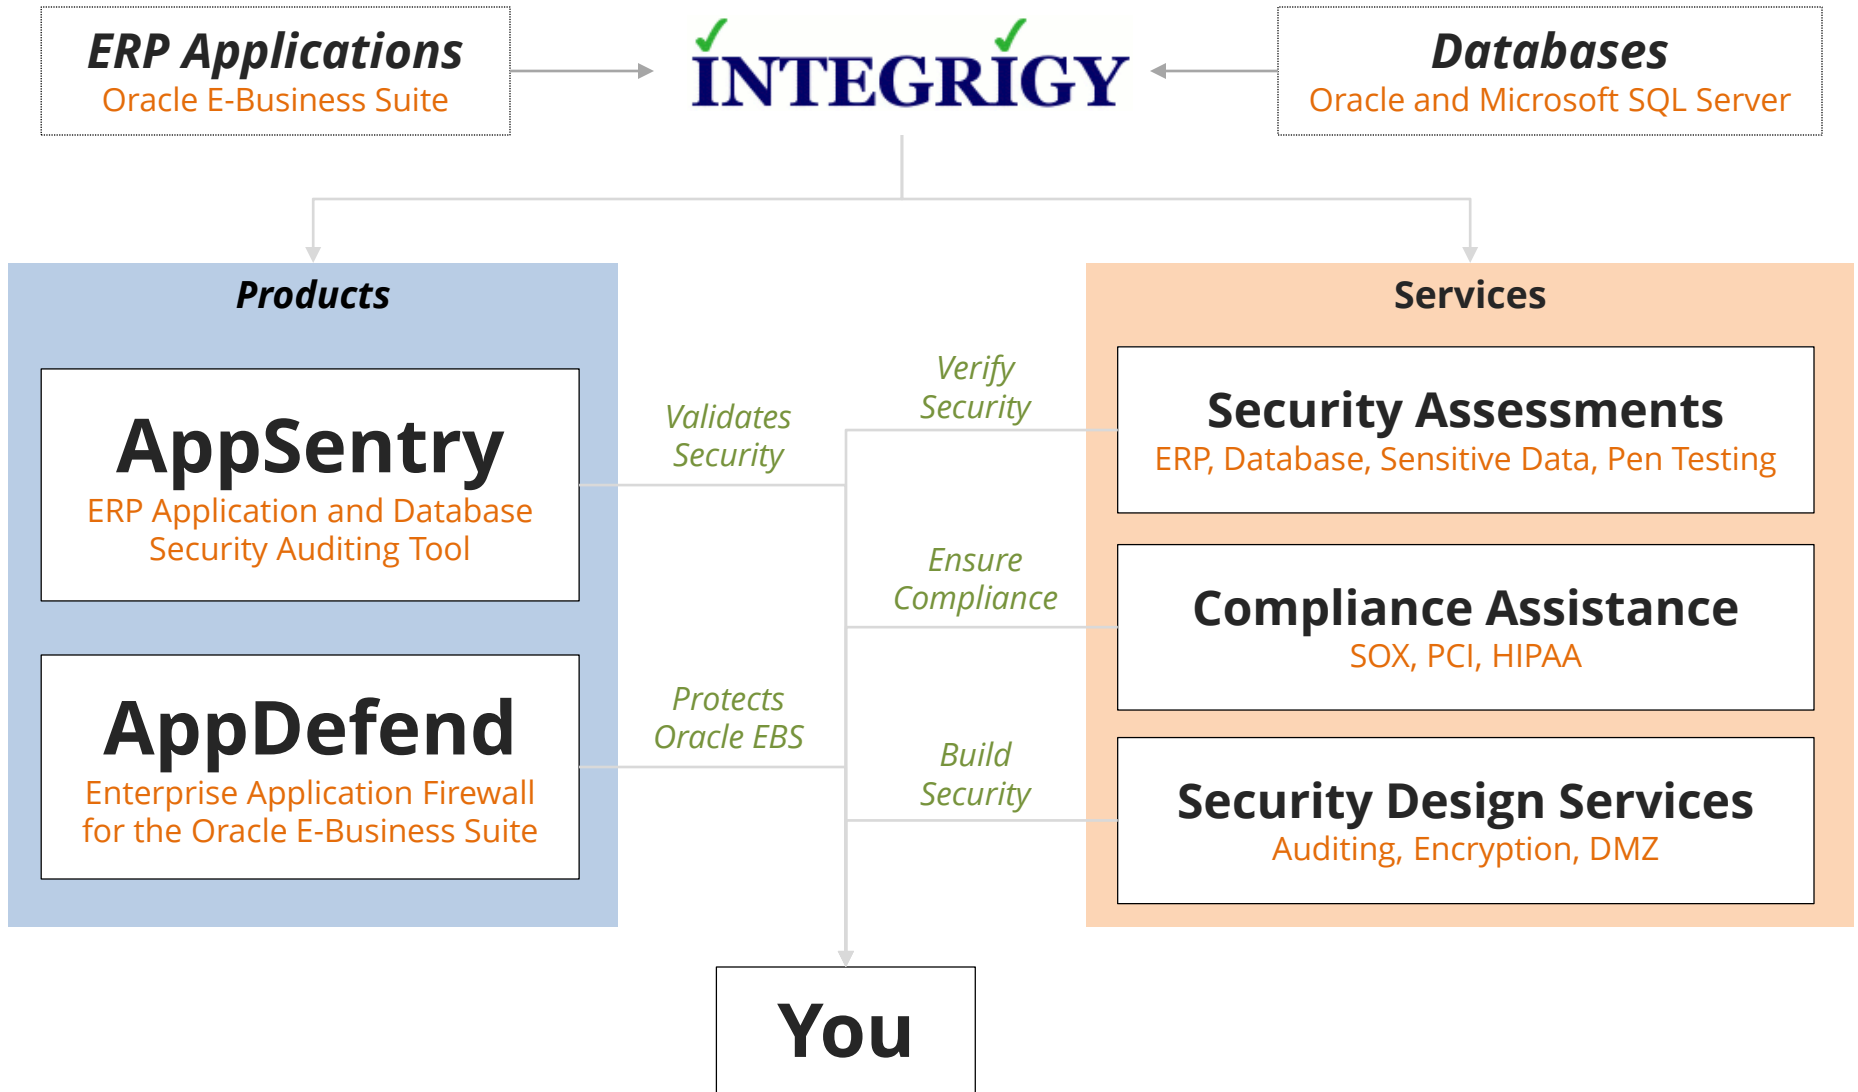 ERP Applications
Oracle E-Business Suite
INTEGRIGY
Databases
Oracle and Microsoft SQL Server
Products
AppSentry
ERP Application and Database
Security Auditing Tool
AppDefend
Enterprise Application Firewall
for the Oracle E-Business Suite
Validates
Security
Protects
Oracle EBS
Verify
Security
Ensure
Compliance
Build
Security
Services
Security Assessments
ERP, Database, Sensitive Data, Pen Testing
Compliance Assistance
SOX, PCI, HIPAA
Security Design Services
Auditing, Encryption, DMZ
You